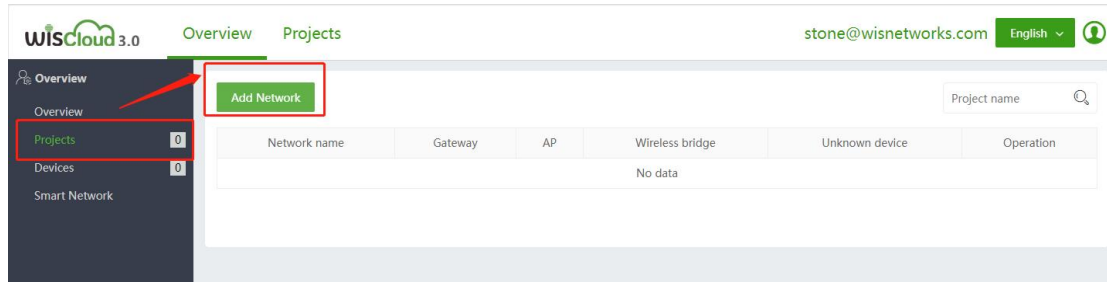 wisCloud 3.0 Overview Projects stone@wisnetworks.com English
Overview
Add Network Project name
Overview
Projects 0
Network name Gateway AP Wireless bridge Unknown device Operation
Devices 0
No data
Smart Network